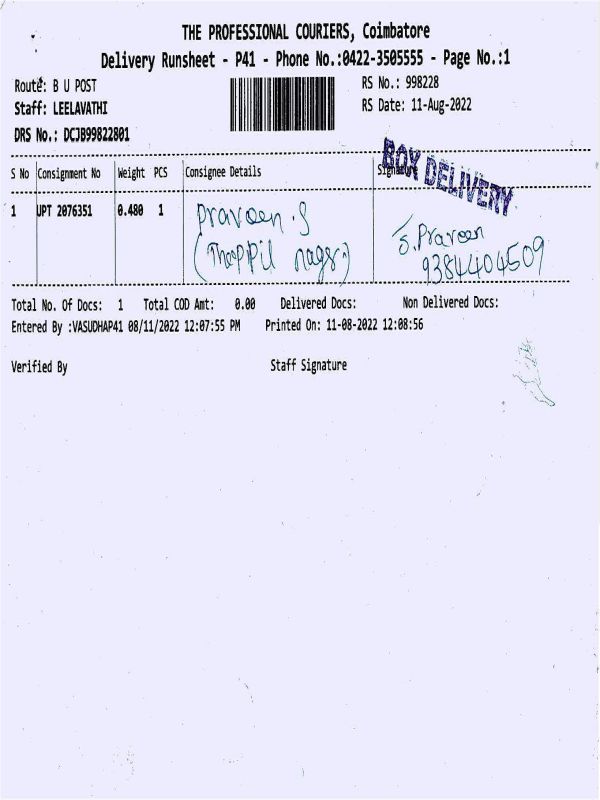 THE PROFESSIONAL COURIERS, Coimbatore
Delivery Runsheet - P41 - Phone No.:0422-3505555 - Page No.:1
Route: B U POST
RS No.: 998228
Staff: LEELAVATHI
RS Date: 11-Aug-2022
DRS No.: DCJB99822801
S No Consignment No Weight PCS Consignee Details Signature
BOX DELIVERY
1 UPT 2076351 0.480 1 Praveen.S S.Praveen
(Thoppil nagar) 9384404509
Total No. Of Docs: 1 Total COD Amt: 0.00 Delivered Docs: Non Delivered Docs:
Entered By :VASUDHAP41 08/11/2022 12:07:55 PM Printed On: 11-08-2022 12:08:56
Verified By Staff Signature